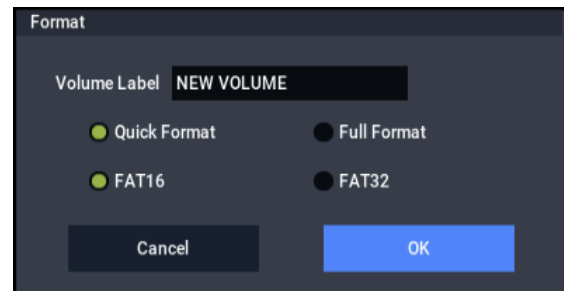 Format
Volume Label NEW VOLUME
Quick Format Full Format
FAT16 FAT32
Cancel OK